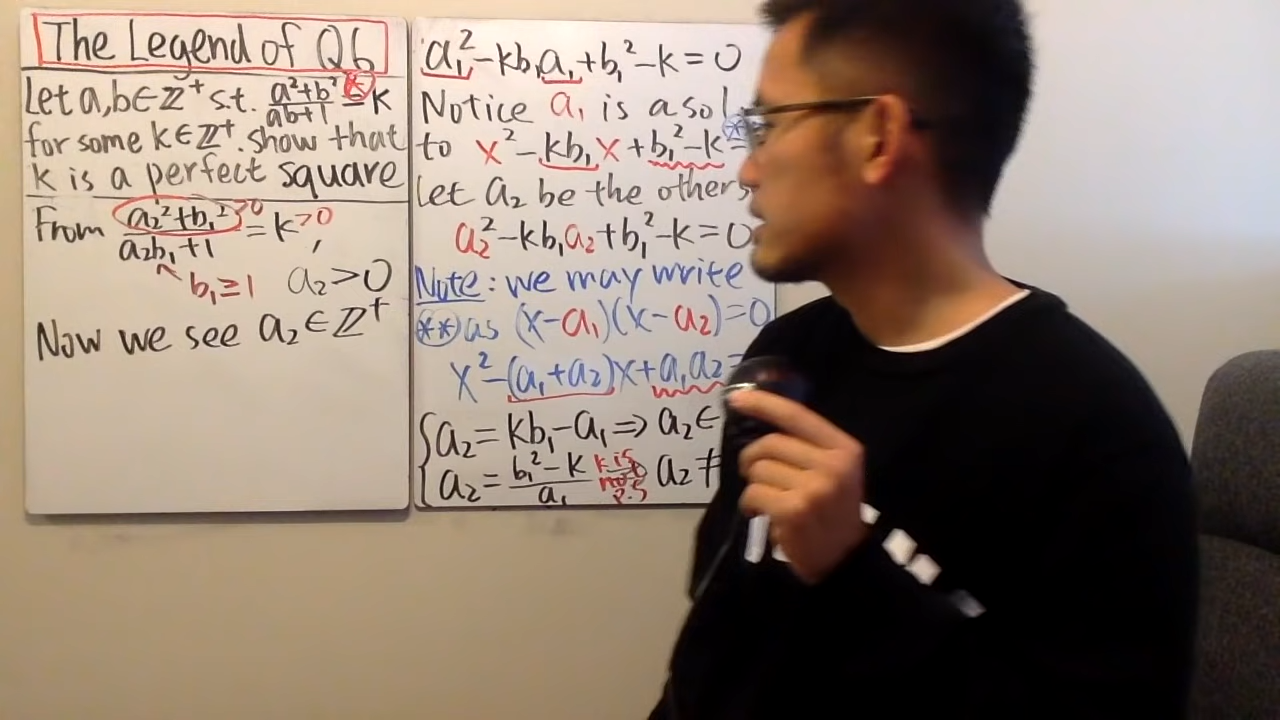 The Legend of Q6
Let a, b ∈ ℤ⁺ s.t. (a²+b²)/(ab+1) = k ⊛
for some k ∈ ℤ⁺. show that
k is a perfect square
From (a₂²+b₁²)/(a₂b₁+1) = k, >0 >0
b₁≥1 a₂>0
Now we see a₂ ∈ ℤ⁺
a₁²-kb₁a₁+b₁²-k=0
Notice a₁ is a sol
to x²-kb₁x+b₁²-k=
Let a₂ be the others
a₂²-kb₁a₂+b₁²-k=0
Note: we may write
(**) as (x-a₁)(x-a₂)=0
x²-(a₁+a₂)x+a₁a₂=
a₂=kb₁-a₁ ⇒ a₂∈
a₂=(b₁²-k)/a₁ k is not P.S ⇒ a₂≠